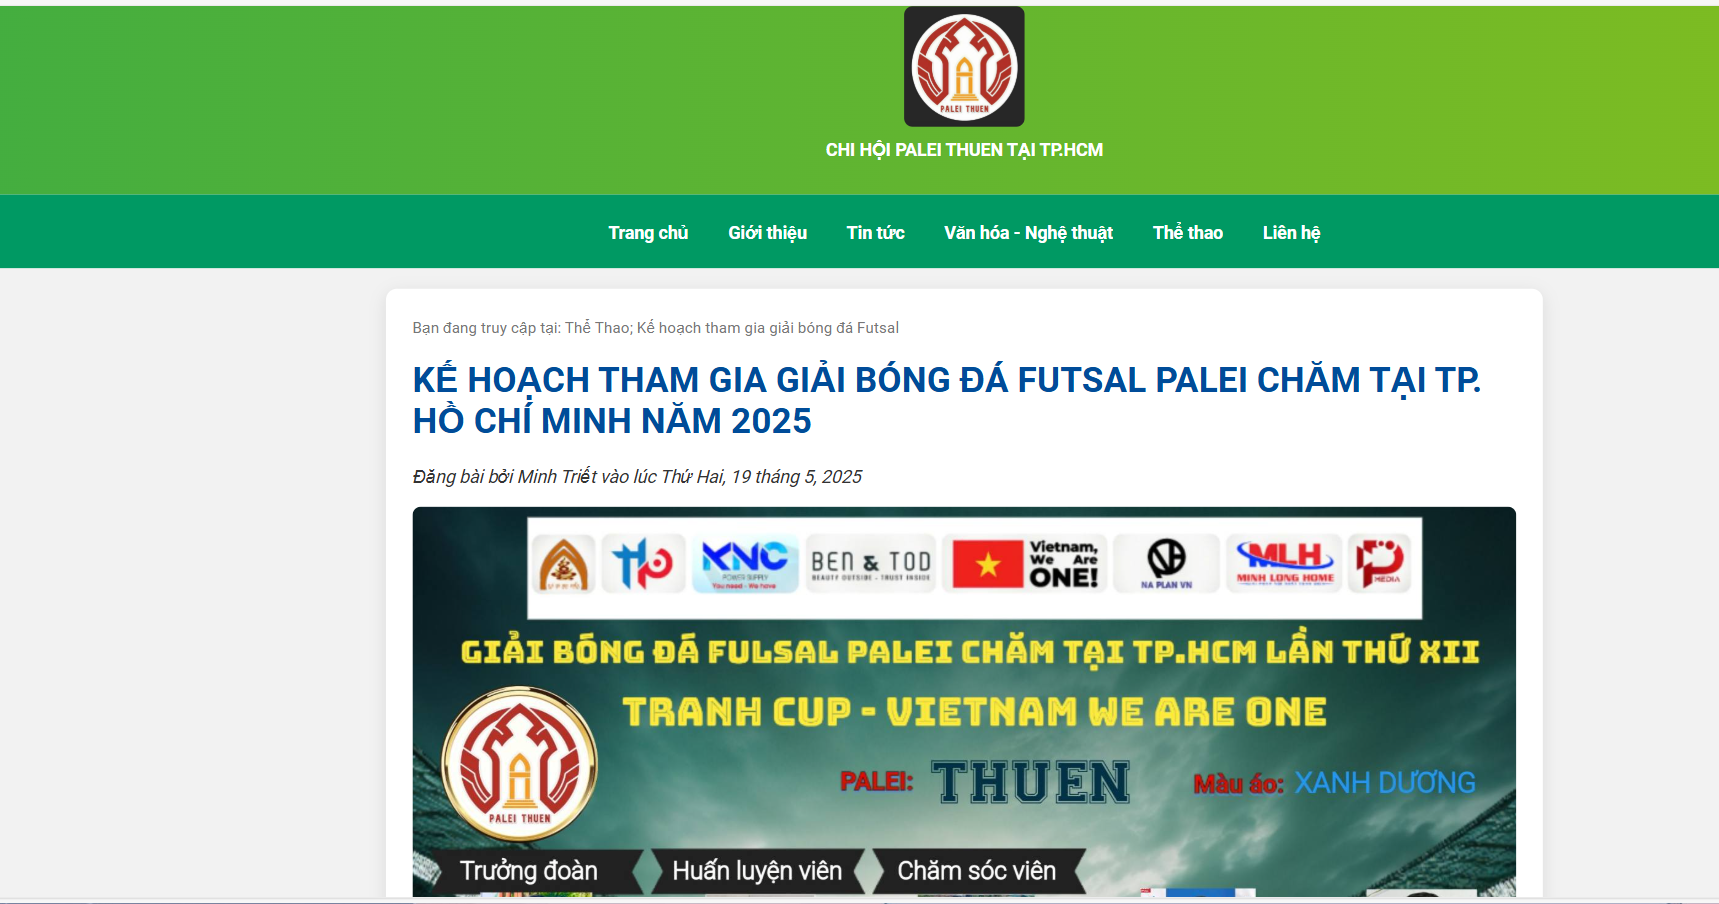 PALEI THUEN
CHI HỘI PALEI THUEN TẠI TP.HCM
Trang chủ Giới thiệu Tin tức Văn hóa - Nghệ thuật Thể thao Liên hệ
Bạn đang truy cập tại: Thể Thao; Kế hoạch tham gia giải bóng đá Futsal
KẾ HOẠCH THAM GIA GIẢI BÓNG ĐÁ FUTSAL PALEI CHĂM TẠI TP.
HỒ CHÍ MINH NĂM 2025
Đăng bài bởi Minh Triết vào lúc Thứ Hai, 19 tháng 5, 2025
KNC
POWER SUPPLY
You need - We have
BEN & TOD
BEAUTY OUTSIDE - TRUST INSIDE
Vietnam,
We Are
ONE!
NA PLAN VN
MLH
MINH LONG HOME
MEDIA
GIẢI BÓNG ĐÁ FULSAL PALEI CHĂM TẠI TP.HCM LẦN THỨ XII
TRANH CUP - VIETNAM WE ARE ONE
PALEI: THUEN Màu áo: XANH DƯƠNG
PALEI THUEN
Trưởng đoàn Huấn luyện viên Chăm sóc viên